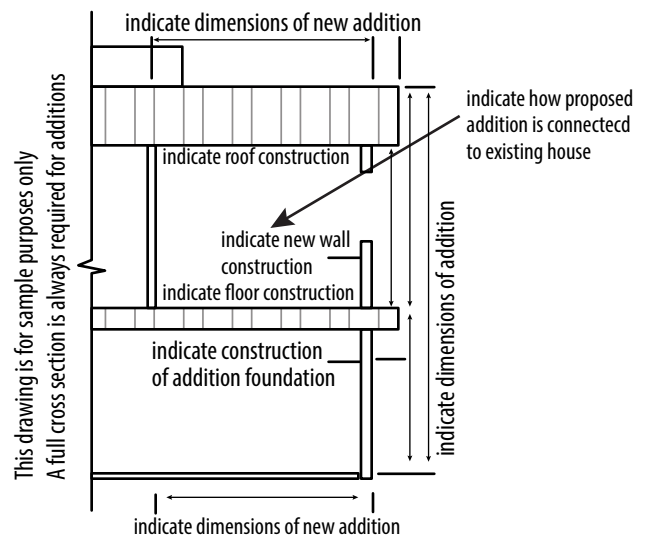 indicate dimensions of new addition
indicate how proposed
addition is connectecd
to existing house
indicate roof construction
indicate new wall
construction
indicate floor construction
indicate construction
of addition foundation
indicate dimensions of addition
This drawing is for sample purposes only
A full cross section is always required for additions
indicate dimensions of new addition